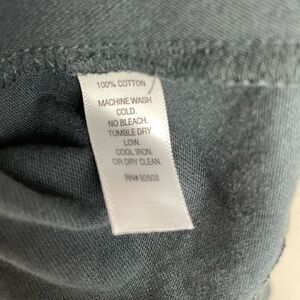 100% COTTON
MACHINE WASH
COLD.
NO BLEACH.
TUMBLE DRY
LOW.
COOL IRON.
OR DRY CLEAN.
RN# 92608